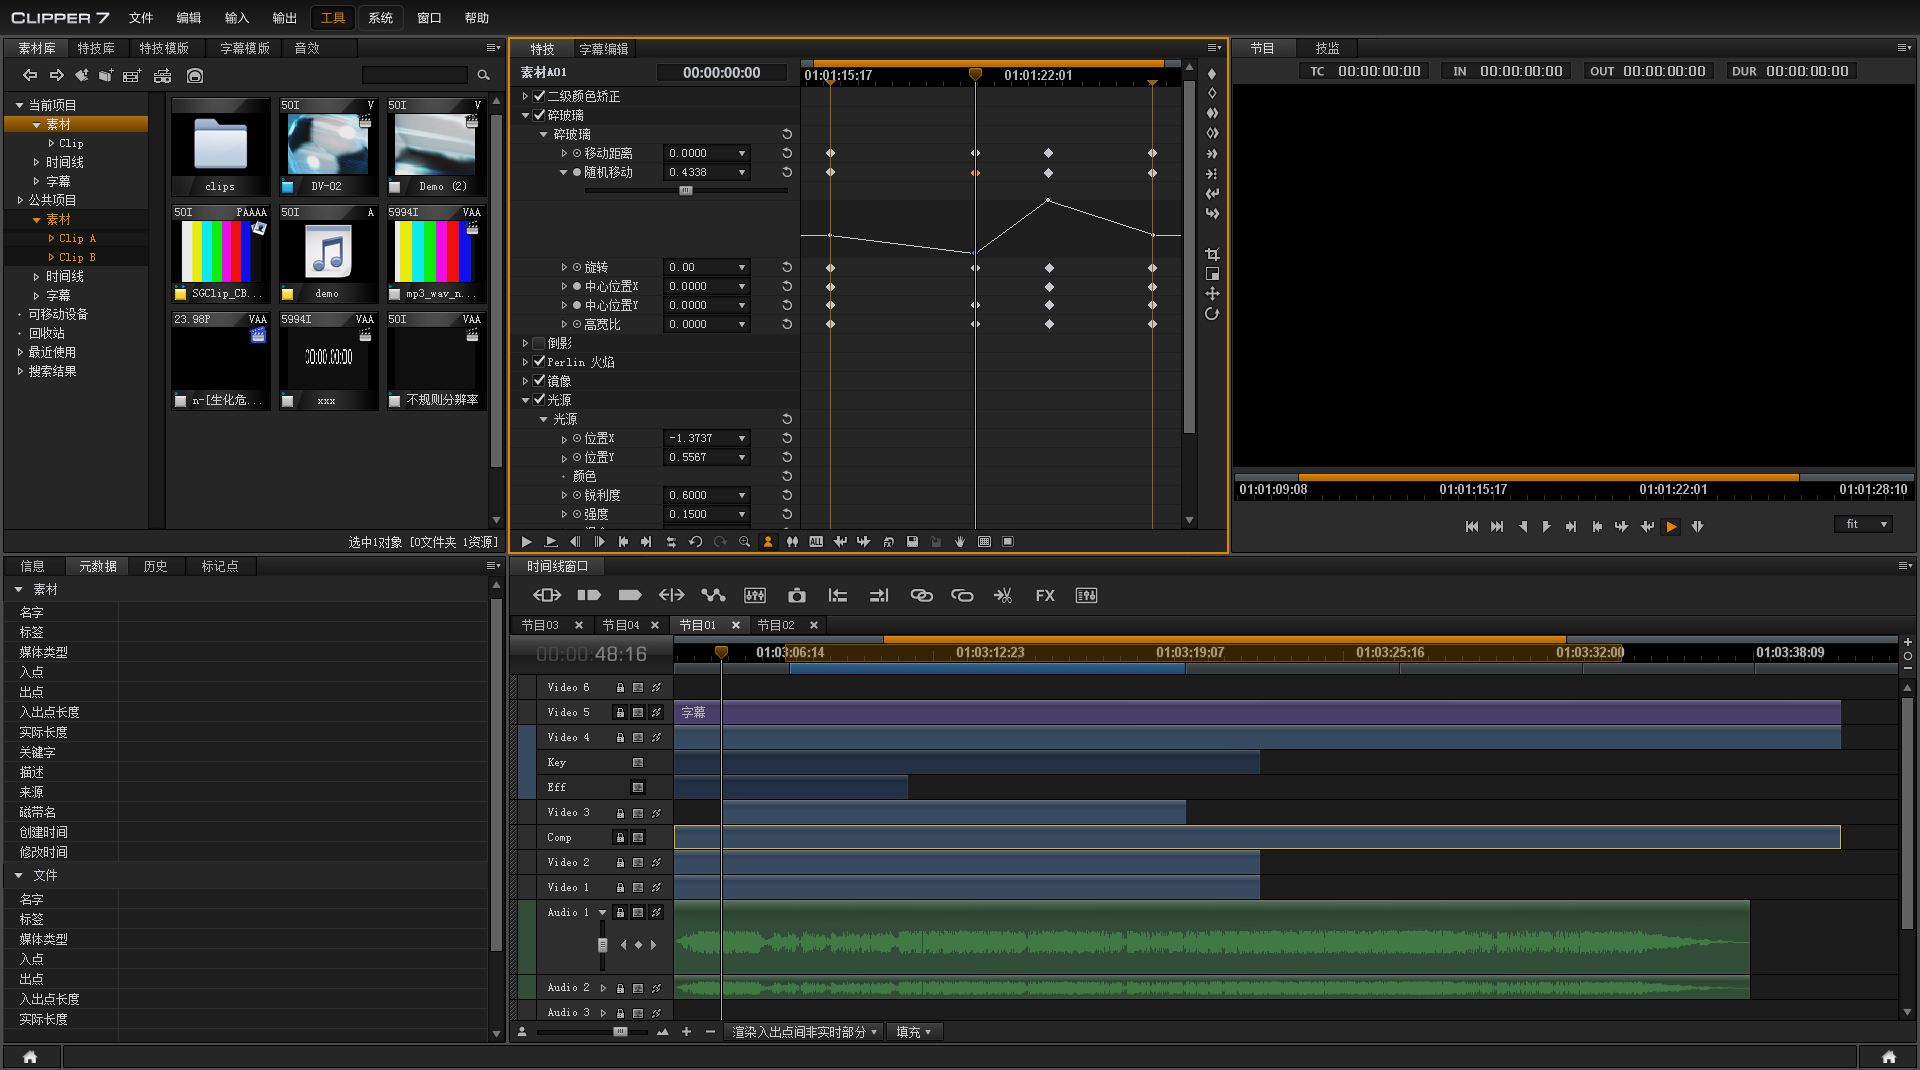 CLIPPER 7 文件 编辑 输入 输出 工具 系统 窗口 帮助
素材库 特技库 特技模版 字幕模版 音效
当前项目
素材
Clip
时间线
字幕
公共项目
素材
Clip A
Clip B
时间线
字幕
可移动设备
回收站
最近使用
搜索结果
clips
50I V
DV-02
50I V
Demo (2)
50I PAAAA
SGClip_CB...
50I A
demo
5994I VAA
mp3_wav_n...
23.98P VAA
n-[生化危...
5994I VAA
00:00.00:00
xxx
50I VAA
不规则分辨率
选中1对象 [0文件夹 1资源]
特技 字幕编辑
素材A01 00:00:00:00
01:01:15:17 01:01:22:01
二级颜色矫正
碎玻璃
碎玻璃
移动距离 0.0000
随机移动 0.4338
旋转 0.00
中心位置X 0.0000
中心位置Y 0.0000
高宽比 0.0000
倒影
Perlin 火焰
镜像
光源
光源
位置X -1.3737
位置Y 0.5567
颜色
锐利度 0.6000
强度 0.1500
ALL
节目 技监
TC 00:00:00:00 IN 00:00:00:00 OUT 00:00:00:00 DUR 00:00:00:00
01:01:09:08 01:01:15:17 01:01:22:01 01:01:28:10
fit
信息 元数据 历史 标记点
素材
名字
标签
媒体类型
入点
出点
入出点长度
实际长度
关键字
描述
来源
磁带名
创建时间
修改时间
文件
名字
标签
媒体类型
入点
出点
入出点长度
实际长度
时间线窗口
FX
节目03 节目04 节目01 节目02
00:00:48:16
01:03:06:14 01:03:12:23 01:03:19:07 01:03:25:16 01:03:32:00 01:03:38:09
Video 6
Video 5 字幕
Video 4
Key
Eff
Video 3
Comp
Video 2
Video 1
Audio 1
Audio 2
Audio 3
渲染入出点间非实时部分 填充